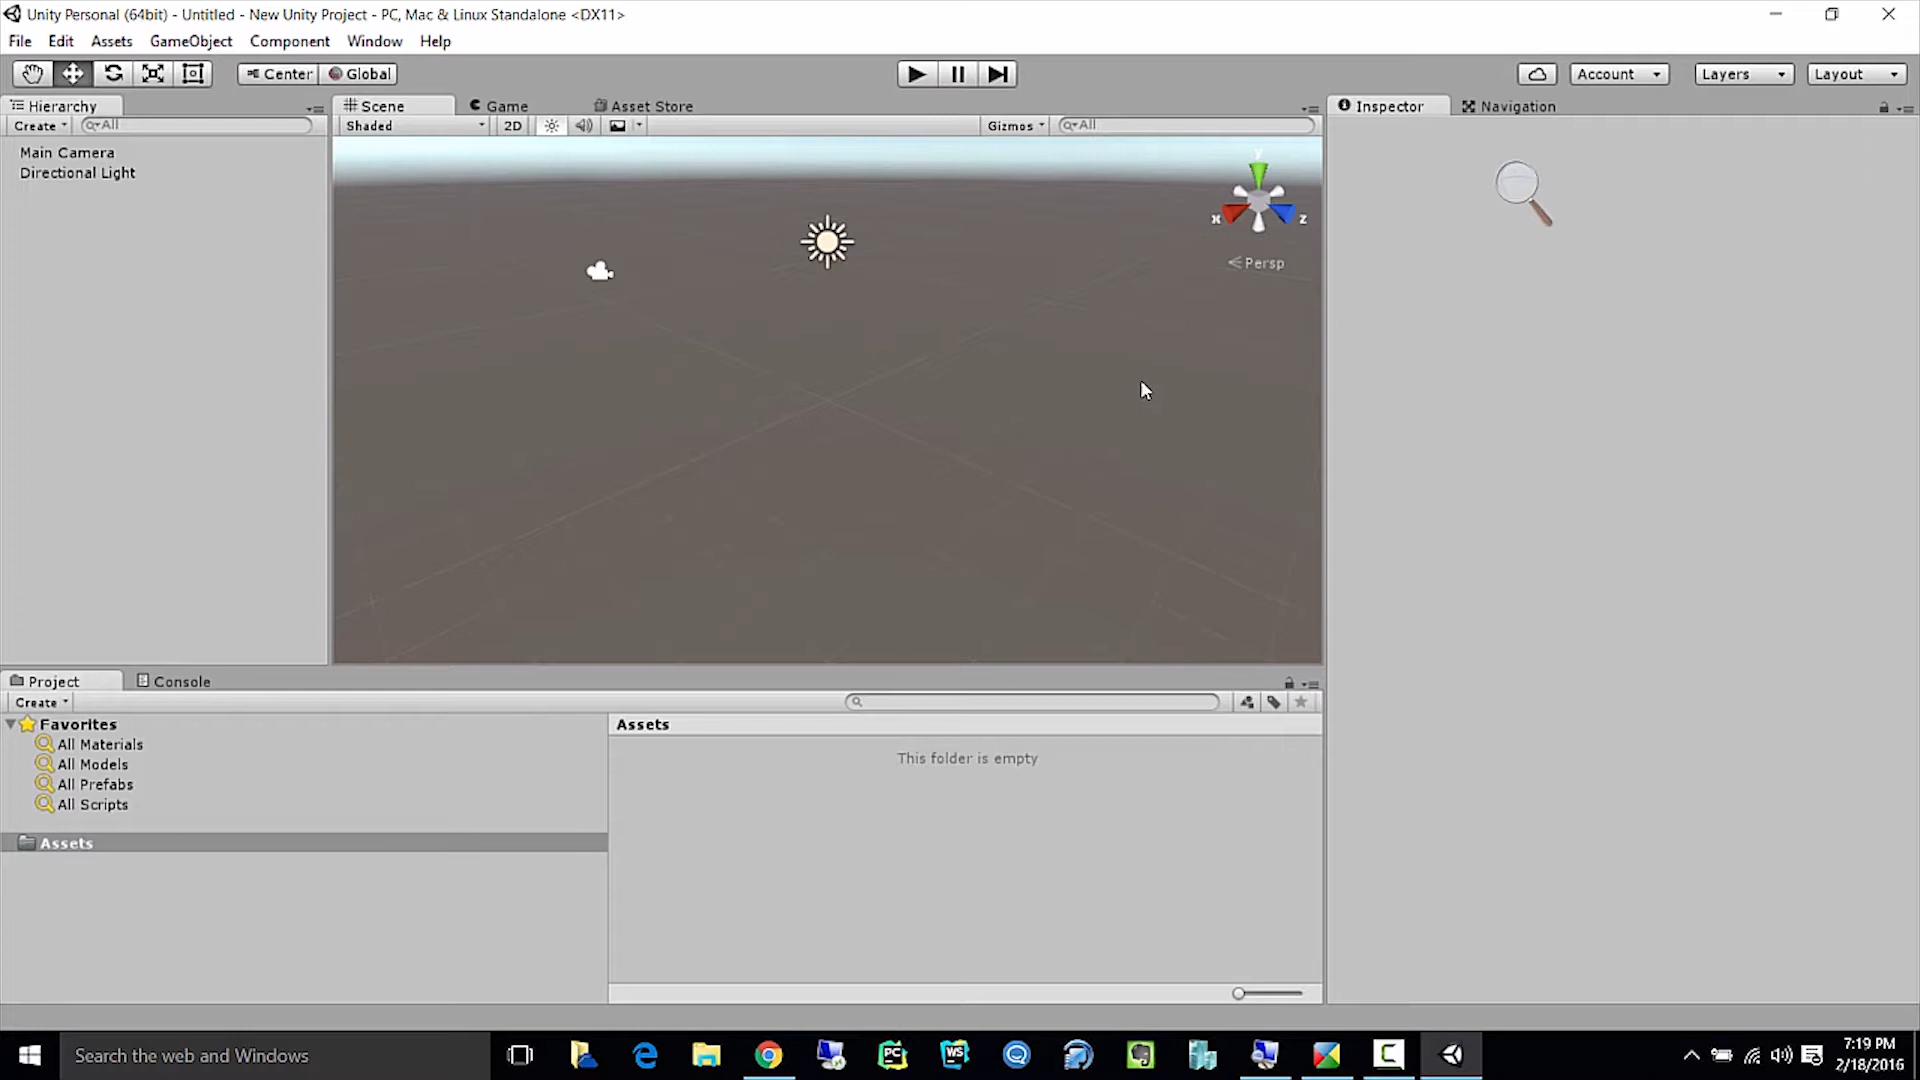 Unity Personal (64bit) - Untitled - New Unity Project - PC, Mac & Linux Standalone <DX11>
File Edit Assets GameObject Component Window Help
Center Global Account Layers Layout
Hierarchy Scene Game Asset Store Inspector Navigation
Create All Shaded 2D Gizmos All
Main Camera
Directional Light
y
x z
Persp
Project Console
Create
Favorites
All Materials
All Models
All Prefabs
All Scripts
Assets
Assets
This folder is empty
Search the web and Windows
PC WS
7:19 PM
2/18/2016